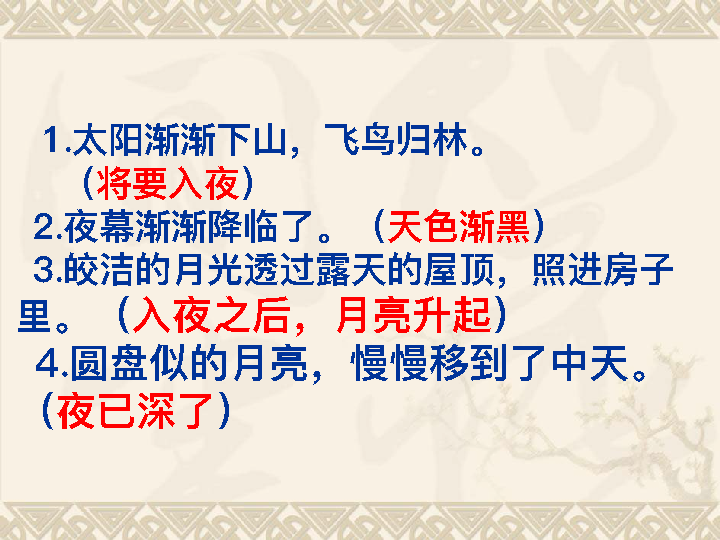 1.太阳渐渐下山，飞鸟归林。
（将要入夜）
2.夜幕渐渐降临了。（天色渐黑）
3.皎洁的月光透过露天的屋顶，照进房子
里。（入夜之后，月亮升起）
4.圆盘似的月亮，慢慢移到了中天。
（夜已深了）